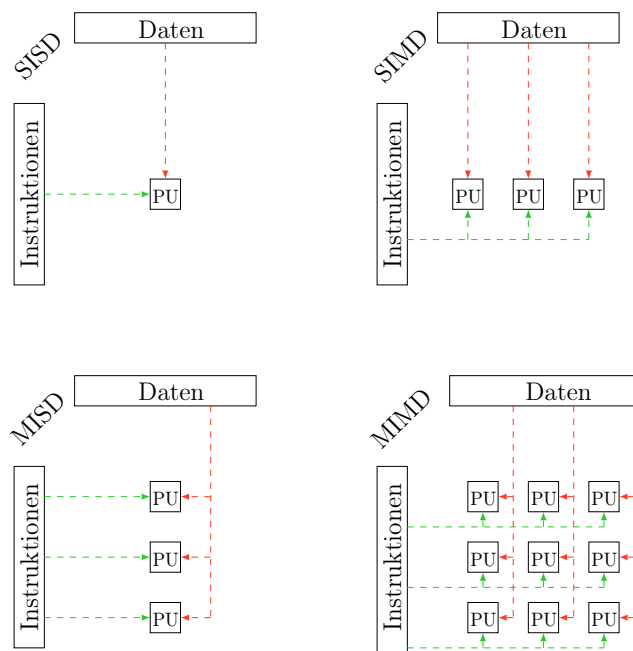 SISD
Daten
Instruktionen
PU
SIMD
Daten
Instruktionen
PU PU PU
MISD
Daten
Instruktionen
PU
PU
PU
MIMD
Daten
Instruktionen
PU PU PU
PU PU PU
PU PU PU